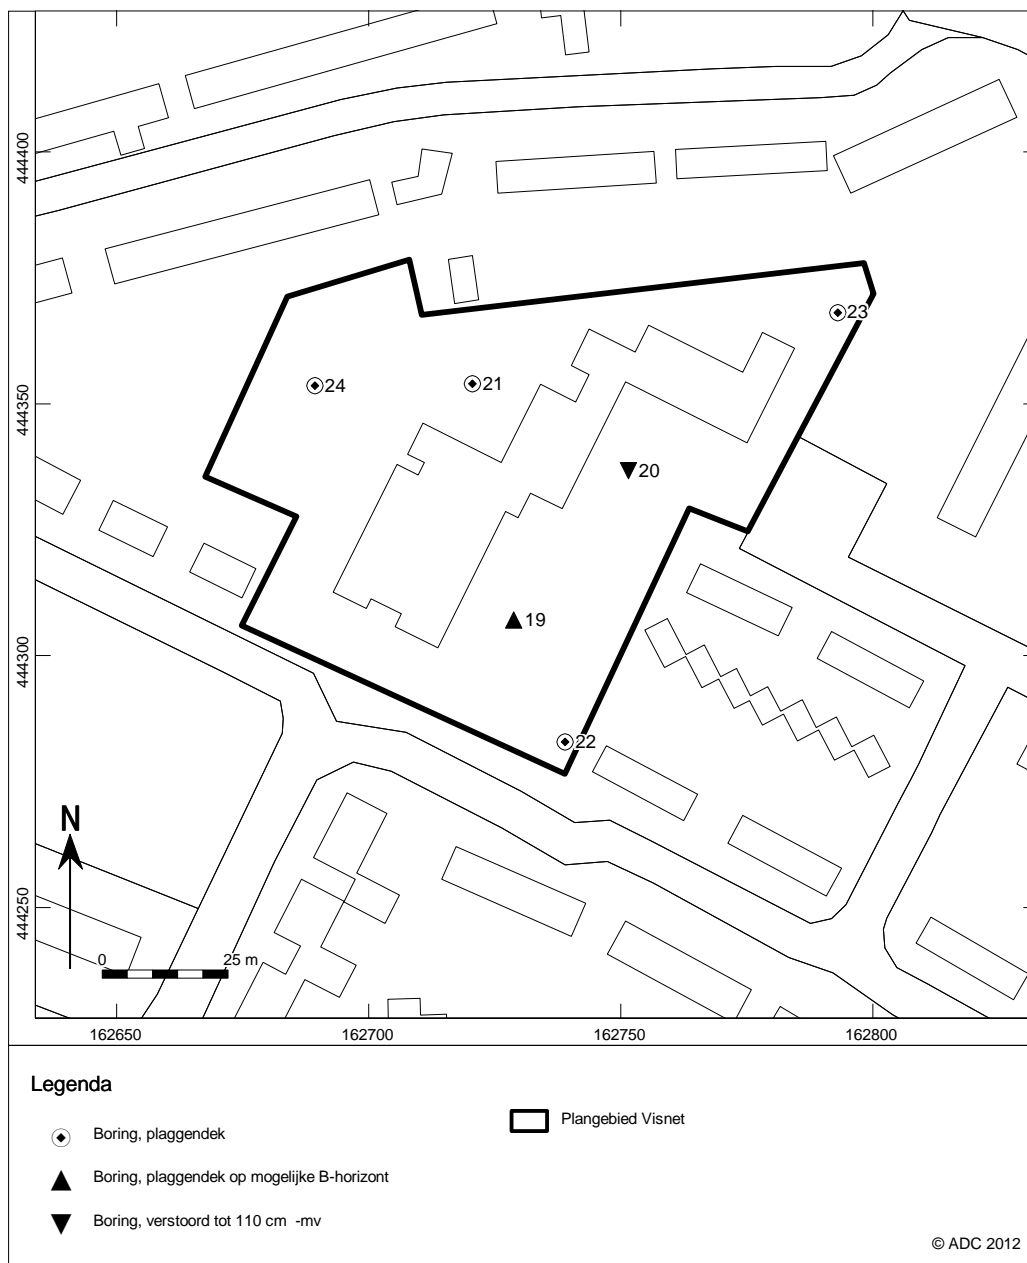 444400
23
24
21
444350
20
19
444300
22
N
444250
0 25 m
162650 162700 162750 162800
Legenda
Boring, plaggendek
Plangebied Visnet
Boring, plaggendek op mogelijke B-horizont
Boring, verstoord tot 110 cm -mv
© ADC 2012